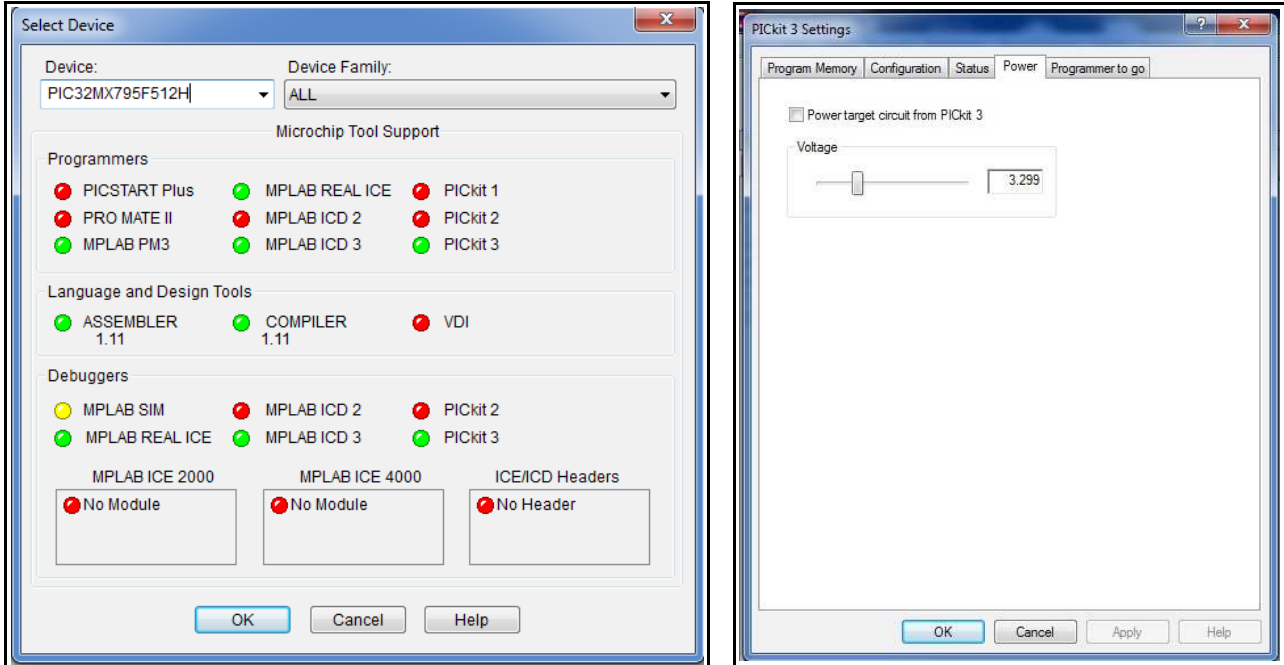 Select Device
Device:
Device Family:
PIC32MX795F512H
ALL
Microchip Tool Support
Programmers
PICSTART Plus
MPLAB REAL ICE
PICkit 1
PRO MATE II
MPLAB ICD 2
PICkit 2
MPLAB PM3
MPLAB ICD 3
PICkit 3
Language and Design Tools
ASSEMBLER
COMPILER
VDI
1.11
1.11
Debuggers
MPLAB SIM
MPLAB ICD 2
PICkit 2
MPLAB REAL ICE
MPLAB ICD 3
PICkit 3
MPLAB ICE 2000
MPLAB ICE 4000
ICE/ICD Headers
No Module
No Module
No Header
OK
Cancel
Help
PICkit 3 Settings
Program Memory
Configuration
Status
Power
Programmer to go
Power target circuit from PICkit 3
Voltage
3.299
OK
Cancel
Apply
Help